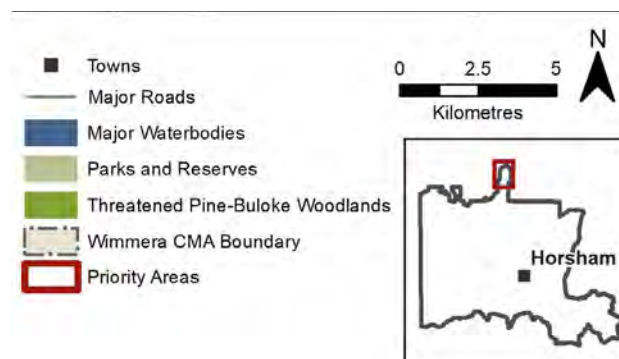 Towns
Major Roads
Major Waterbodies
Parks and Reserves
Threatened Pine-Buloke Woodlands
Wimmera CMA Boundary
Priority Areas
N
0 2.5 5
Kilometres
Horsham